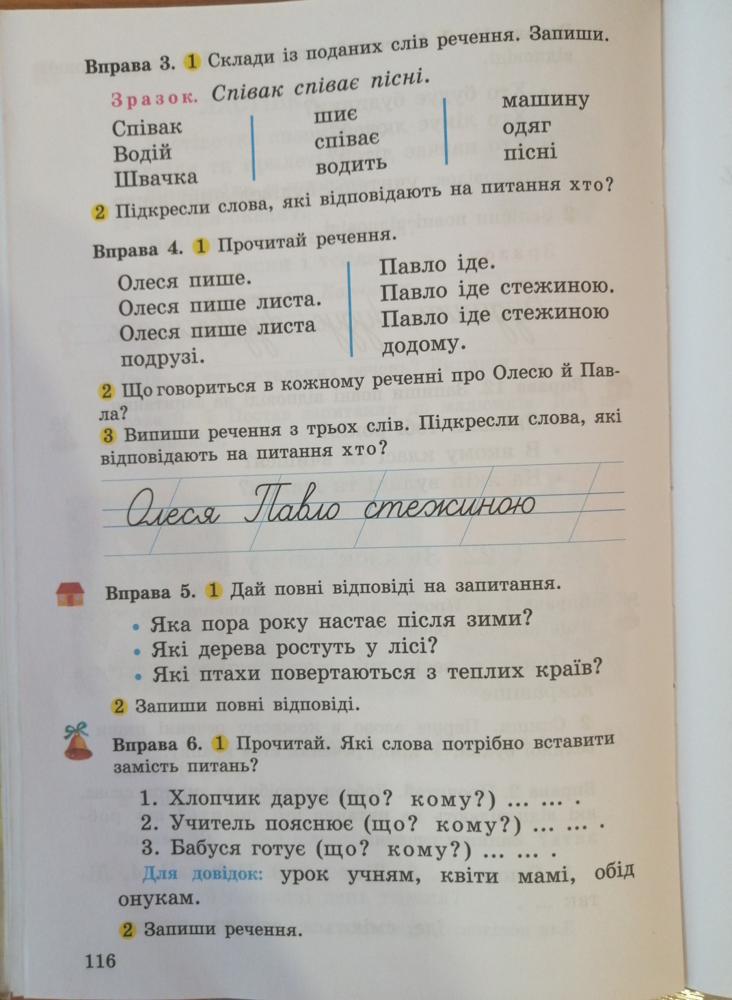 Вправа 3. 1 Склади із поданих слів речення. Запиши.
Зразок. Співак співає пісні.
Співак шиє машину
Водій співає одяг
Швачка водить пісні
2 Підкресли слова, які відповідають на питання хто?
Вправа 4. 1 Прочитай речення.
Олеся пише.
Олеся пише листа.
Олеся пише листа
подрузі.
Павло іде.
Павло іде стежиною.
Павло іде стежиною
додому.
2 Що говориться в кожному реченні про Олесю й Пав-
ла?
3 Випиши речення з трьох слів. Підкресли слова, які
відповідають на питання хто?
Олеся Павло стежиною
Вправа 5. 1 Дай повні відповіді на запитання.
• Яка пора року настає після зими?
• Які дерева ростуть у лісі?
• Які птахи повертаються з теплих країв?
2 Запиши повні відповіді.
Вправа 6. 1 Прочитай. Які слова потрібно вставити
замість питань?
1. Хлопчик дарує (що? кому?) ... ... .
2. Учитель пояснює (що? кому?) ... ... .
3. Бабуся готує (що? кому?) ... ... .
Для довідок: урок учням, квіти мамі, обід
онукам.
2 Запиши речення.
116